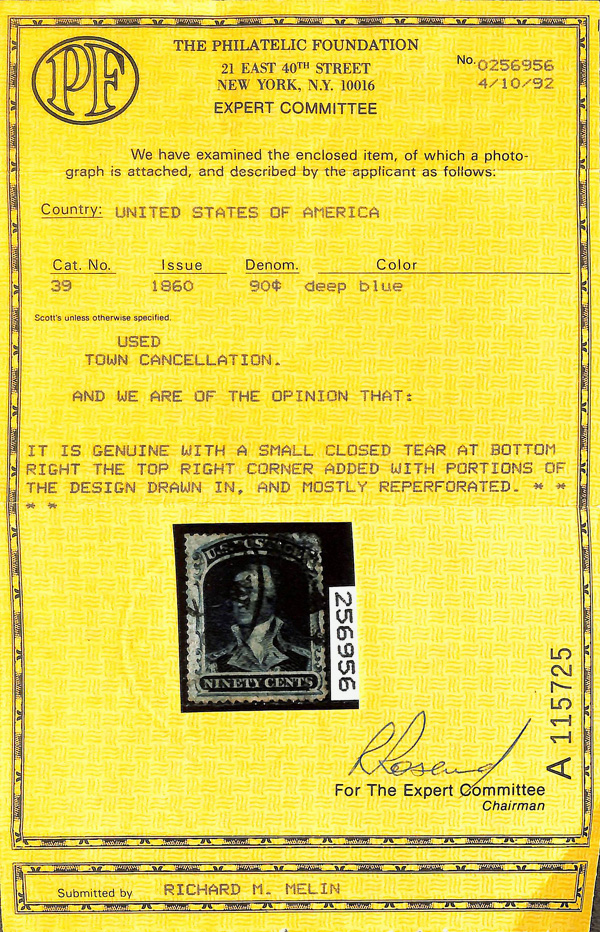 PF
THE PHILATELIC FOUNDATION
21 EAST 40TH STREET
NEW YORK, N.Y. 10016
EXPERT COMMITTEE
No. 0256956
4/10/92
We have examined the enclosed item, of which a photo-
graph is attached, and described by the applicant as follows:
Country: UNITED STATES OF AMERICA
Cat. No. Issue Denom. Color
39 1860 90¢ deep blue
Scott's unless otherwise specified.
USED
TOWN CANCELLATION.
AND WE ARE OF THE OPINION THAT:
IT IS GENUINE WITH A SMALL CLOSED TEAR AT BOTTOM
RIGHT THE TOP RIGHT CORNER ADDED WITH PORTIONS OF
THE DESIGN DRAWN IN, AND MOSTLY REPERFORATED. * *
* *
U.S. POSTAGE
NINETY CENTS
256956
A 115725
For The Expert Committee
Chairman
Submitted by RICHARD M. MELIN